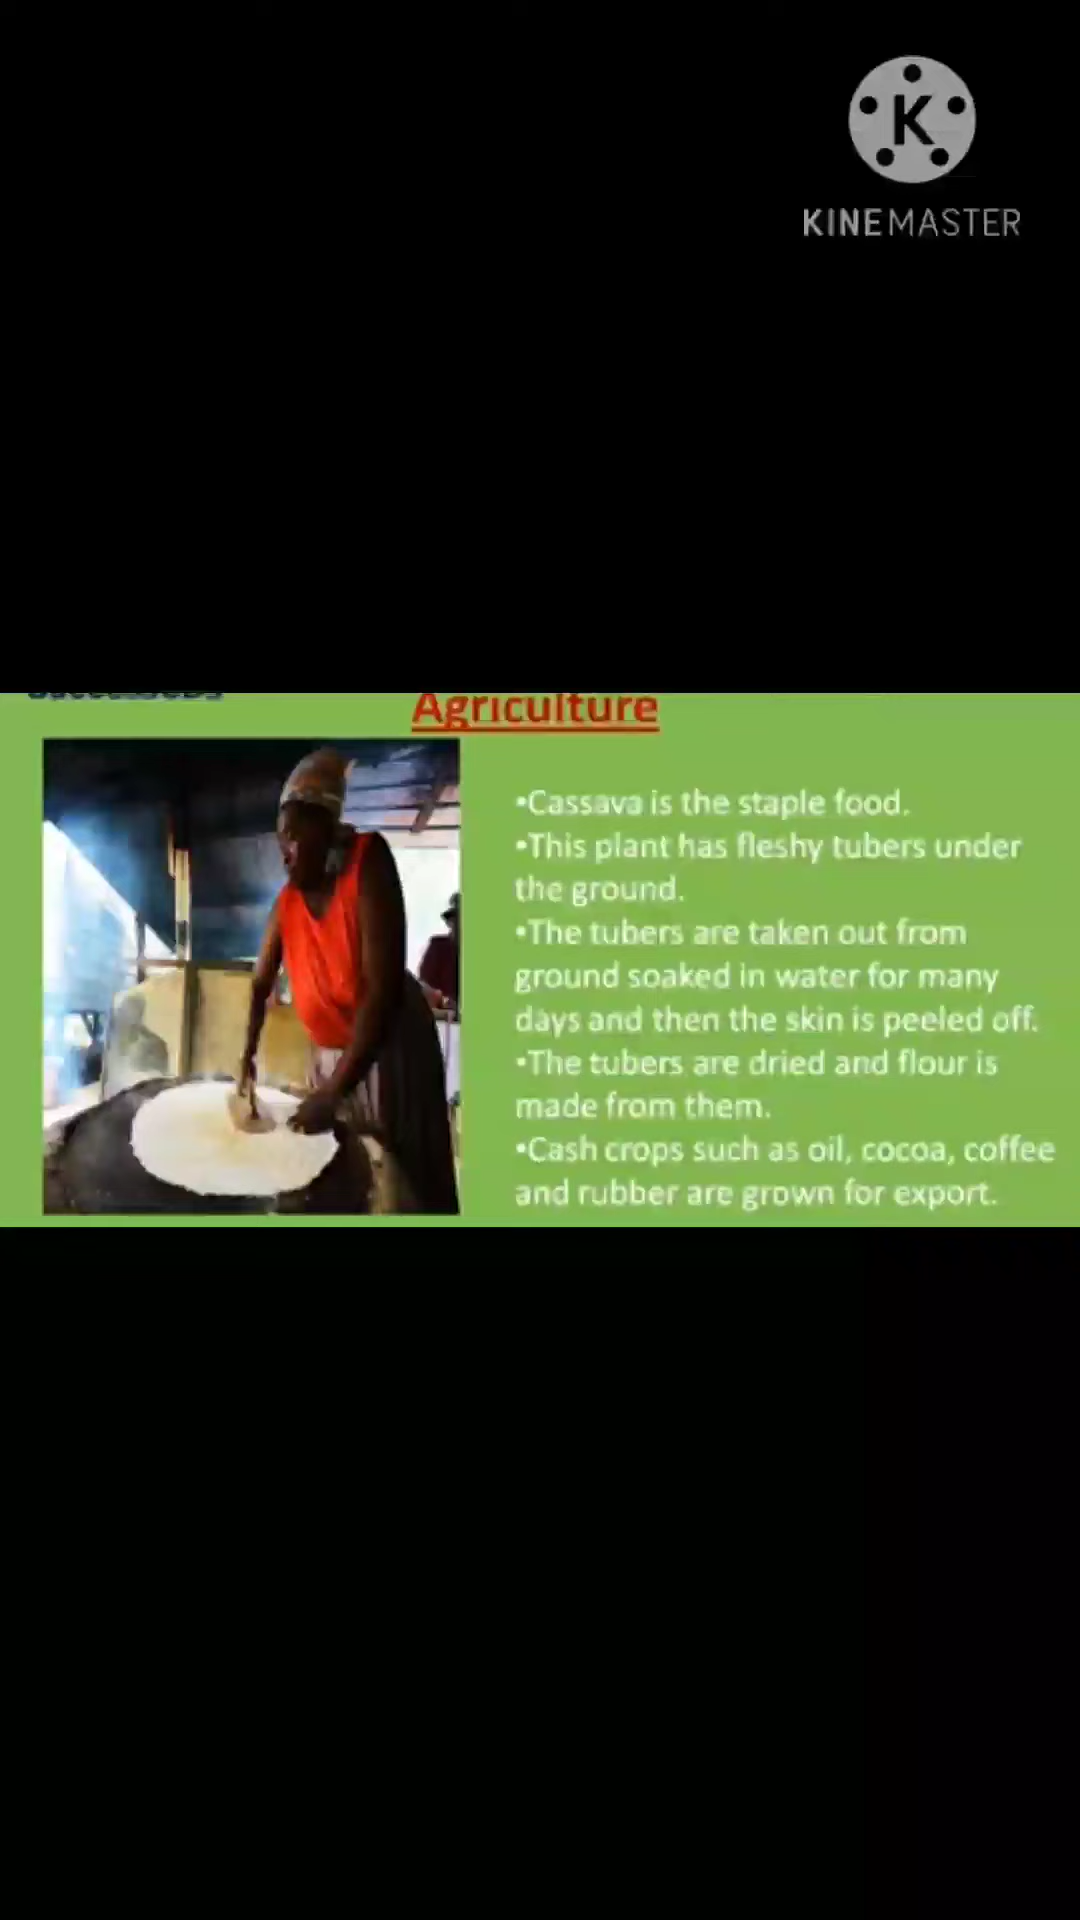 K
KINEMASTER
Agriculture
•Cassava is the staple food.
•This plant has fleshy tubers under
the ground.
•The tubers are taken out from
ground soaked in water for many
days and then the skin is peeled off.
•The tubers are dried and flour is
made from them.
•Cash crops such as oil, cocoa, coffee
and rubber are grown for export.